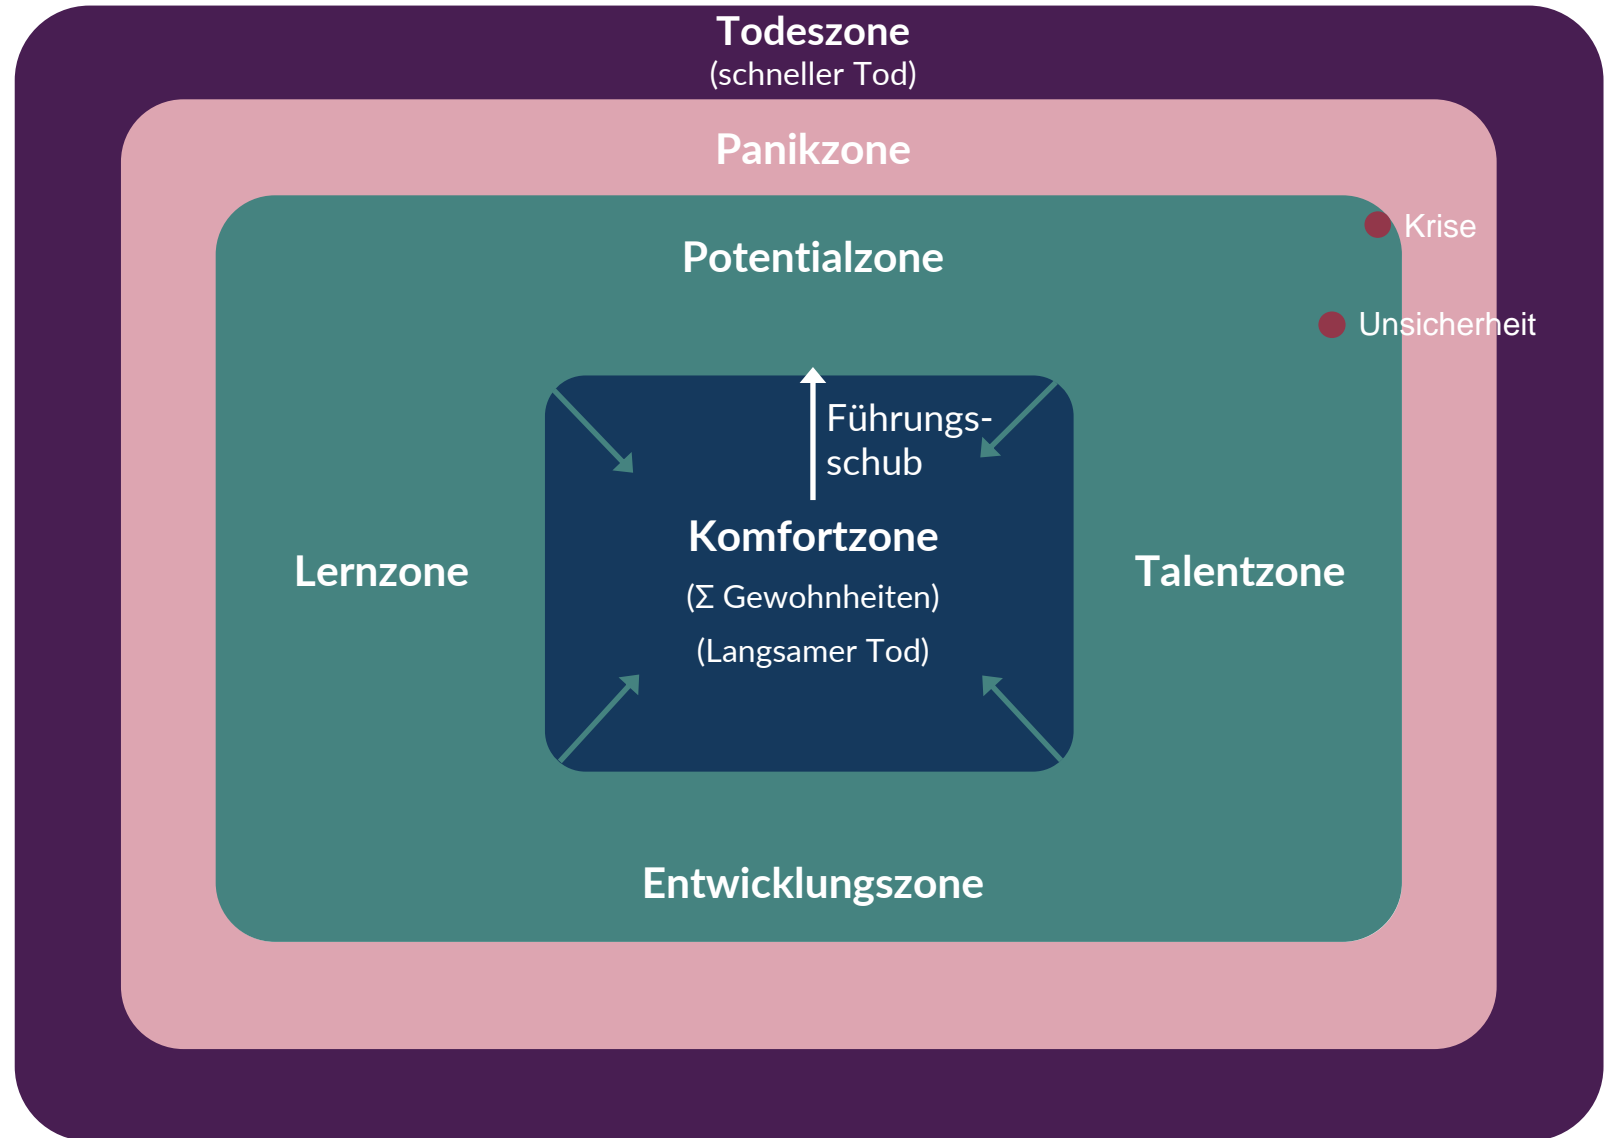 Todeszone
(schneller Tod)
Panikzone
Krise
Potentialzone
Unsicherheit
Führungs-
schub
Komfortzone
Lernzone
Talentzone
(Σ Gewohnheiten)
(Langsamer Tod)
Entwicklungszone